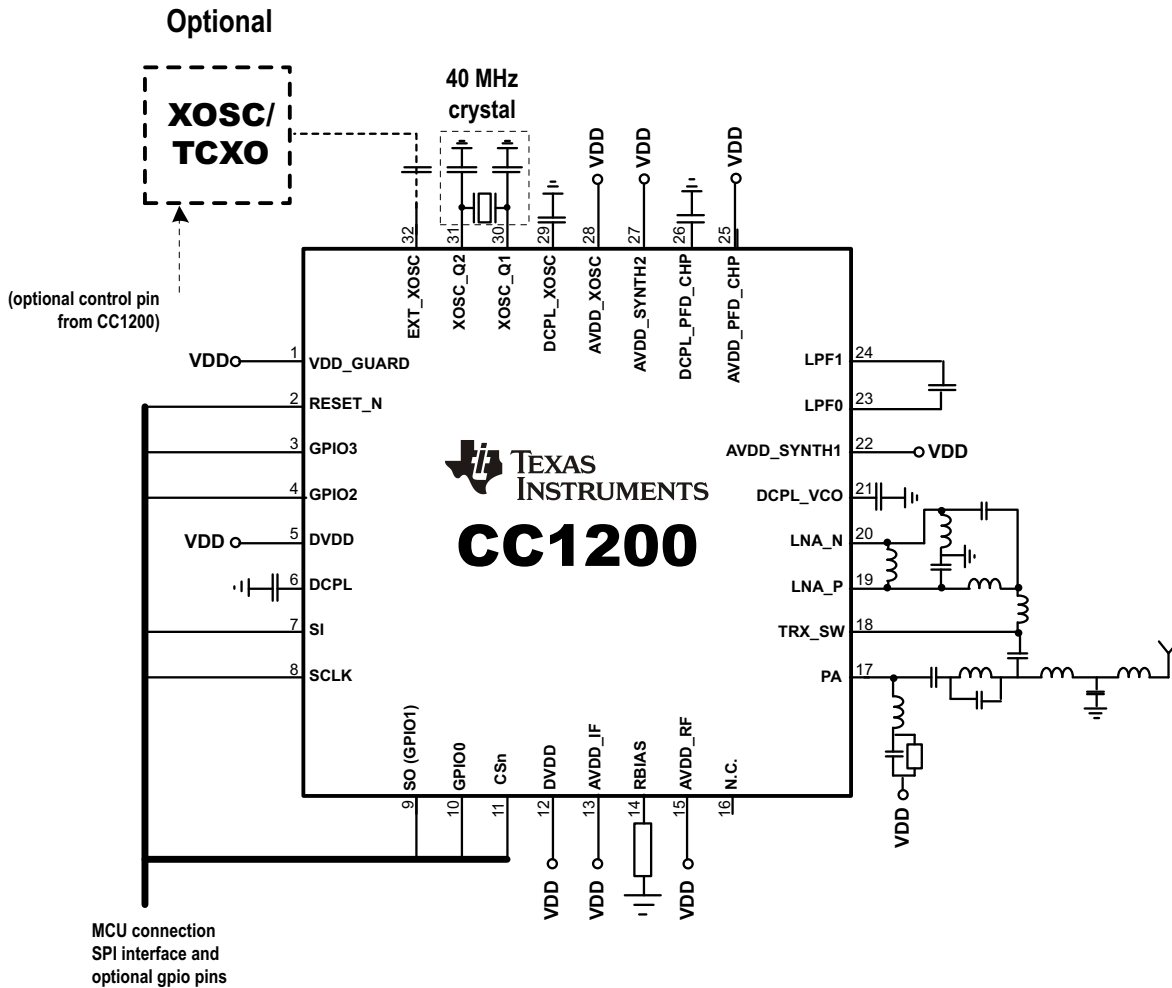 Optional
XOSC/
TCXO
40 MHz
crystal
(optional control pin
from CC1200)
VDD
VDD
VDD
32
31
30
29
28
27
26
25
EXT_XOSC
XOSC_Q2
XOSC_Q1
DCPL_XOSC
AVDD_XOSC
AVDD_SYNTH2
DCPL_PFD_CHP
AVDD_PFD_CHP
VDD
1
VDD_GUARD
2
RESET_N
3
GPIO3
4
GPIO2
VDD
5
DVDD
6
DCPL
7
SI
8
SCLK
TEXAS
INSTRUMENTS
CC1200
LPF1
24
LPF0
23
AVDD_SYNTH1
22
VDD
DCPL_VCO
21
LNA_N
20
LNA_P
19
TRX_SW
18
PA
17
VDD
SO (GPIO1)
GPIO0
CSn
DVDD
AVDD_IF
RBIAS
AVDD_RF
N.C.
9
10
11
12
13
14
15
16
VDD
VDD
VDD
MCU connection
SPI interface and
optional gpio pins